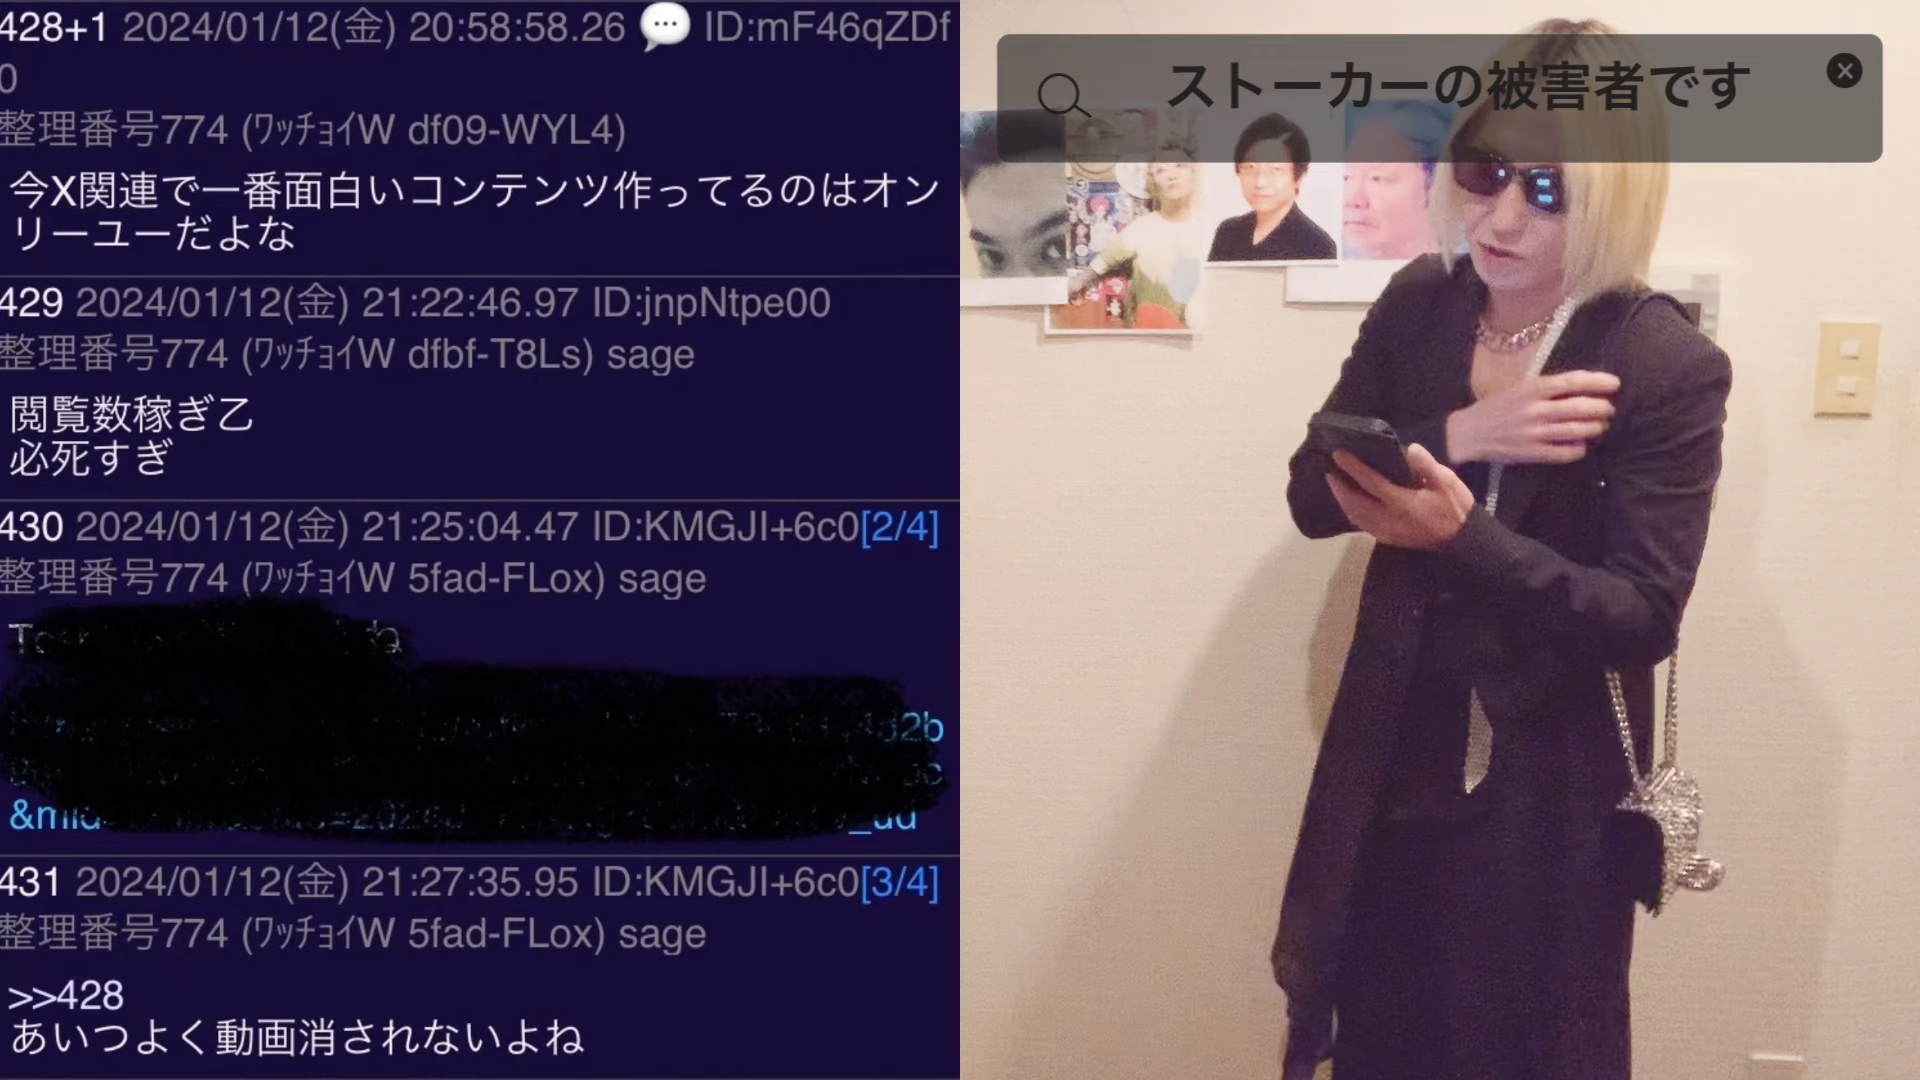 428+1 2024/01/12(金) 20:58:58.26 💬 ID:mF46qZDf
0
整理番号774 (ﾜｯﾁｮｲW df09-WYL4)
今X関連で一番面白いコンテンツ作ってるのはオン
リーユーだよな
429 2024/01/12(金) 21:22:46.97 ID:jnpNtpe00
整理番号774 (ﾜｯﾁｮｲW dfbf-T8Ls) sage
閲覧数稼ぎ乙
必死すぎ
430 2024/01/12(金) 21:25:04.47 ID:KMGJI+6c0[2/4]
整理番号774 (ﾜｯﾁｮｲW 5fad-FLox) sage
431 2024/01/12(金) 21:27:35.95 ID:KMGJI+6c0[3/4]
整理番号774 (ﾜｯﾁｮｲW 5fad-FLox) sage
>>428
あいつよく動画消されないよね
ストーカーの被害者です